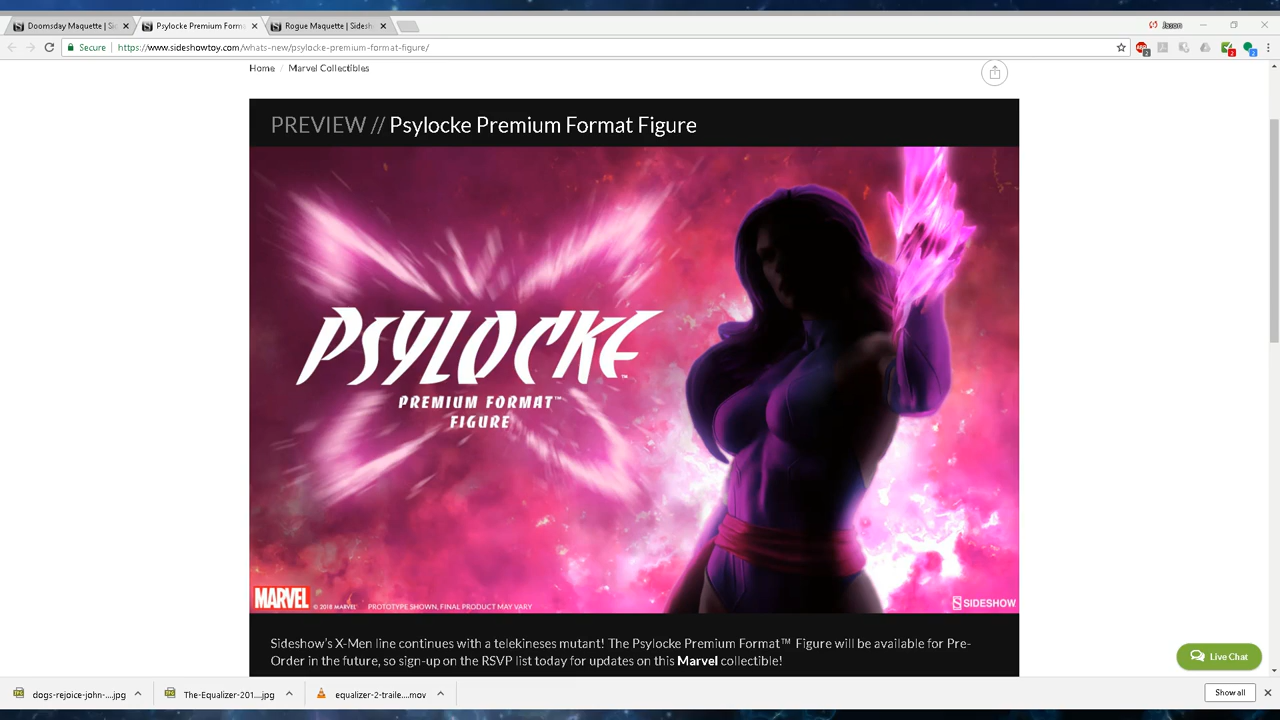 Doomsday Maquette | Si
Psylocke Premium Form
Rogue Maquette | Sidesh
Jason
Secure
https://www.sideshowtoy.com/whats-new/psylocke-premium-format-figure/
2
2
2
Home / Marvel Collectibles
PREVIEW // Psylocke Premium Format Figure
PSYLOCKE™
PREMIUM FORMAT™
FIGURE
MARVEL © 2018 MARVEL PROTOTYPE SHOWN, FINAL PRODUCT MAY VARY
S SIDESHOW
Sideshow's X-Men line continues with a telekineses mutant! The Psylocke Premium Format™ Figure will be available for Pre-
Order in the future, so sign-up on the RSVP list today for updates on this Marvel collectible!
Live Chat
dogs-rejoice-john-....jpg
The-Equalizer-201....jpg
equalizer-2-traile....mov
Show all